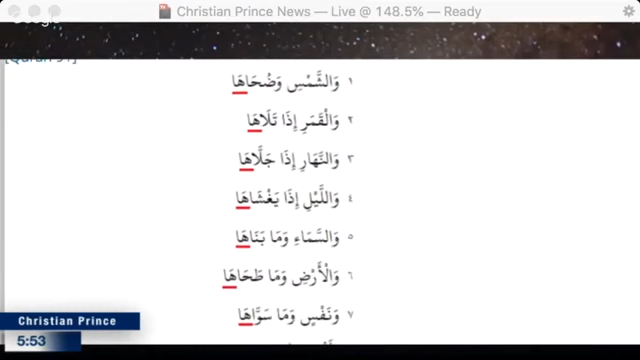 Christian Prince News — Live @ 148.5% — Ready
[Quran 91]
١ وَالشَّمْسِ وَضُحَاهَا
٢ وَالْقَمَرِ إِذَا تَلَاهَا
٣ وَالنَّهَارِ إِذَا جَلَّاهَا
٤ وَاللَّيْلِ إِذَا يَغْشَاهَا
٥ وَالسَّمَاءِ وَمَا بَنَاهَا
٦ وَالْأَرْضِ وَمَا طَحَاهَا
٧ وَنَفْسٍ وَمَا سَوَّاهَا
Christian Prince
5:53